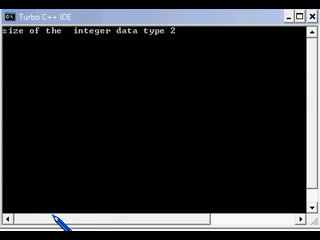 Turbo C++ IDE
size of the  integer data type 2